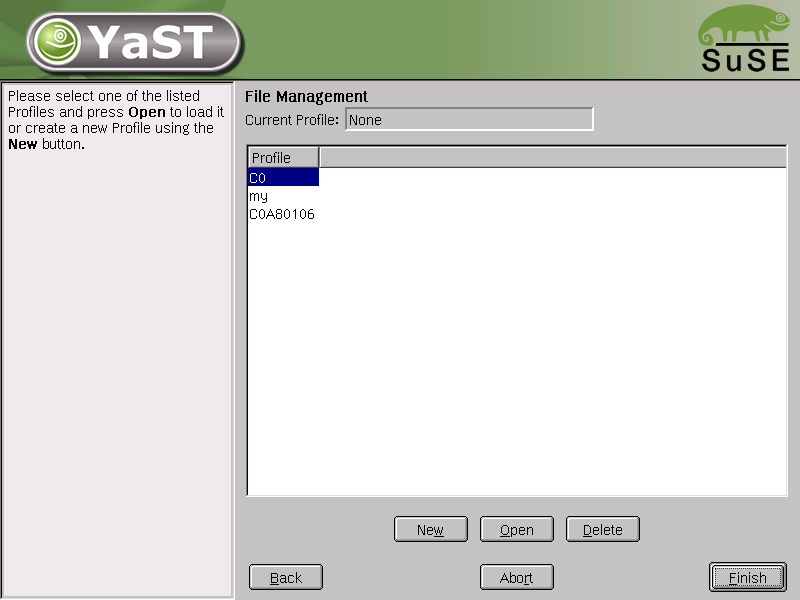 YaST
SuSE
Please select one of the listed
Profiles and press Open to load it
or create a new Profile using the
New button.
File Management
Current Profile: None
Profile
C0
my
C0A80106
New Open Delete
Back Abort Finish